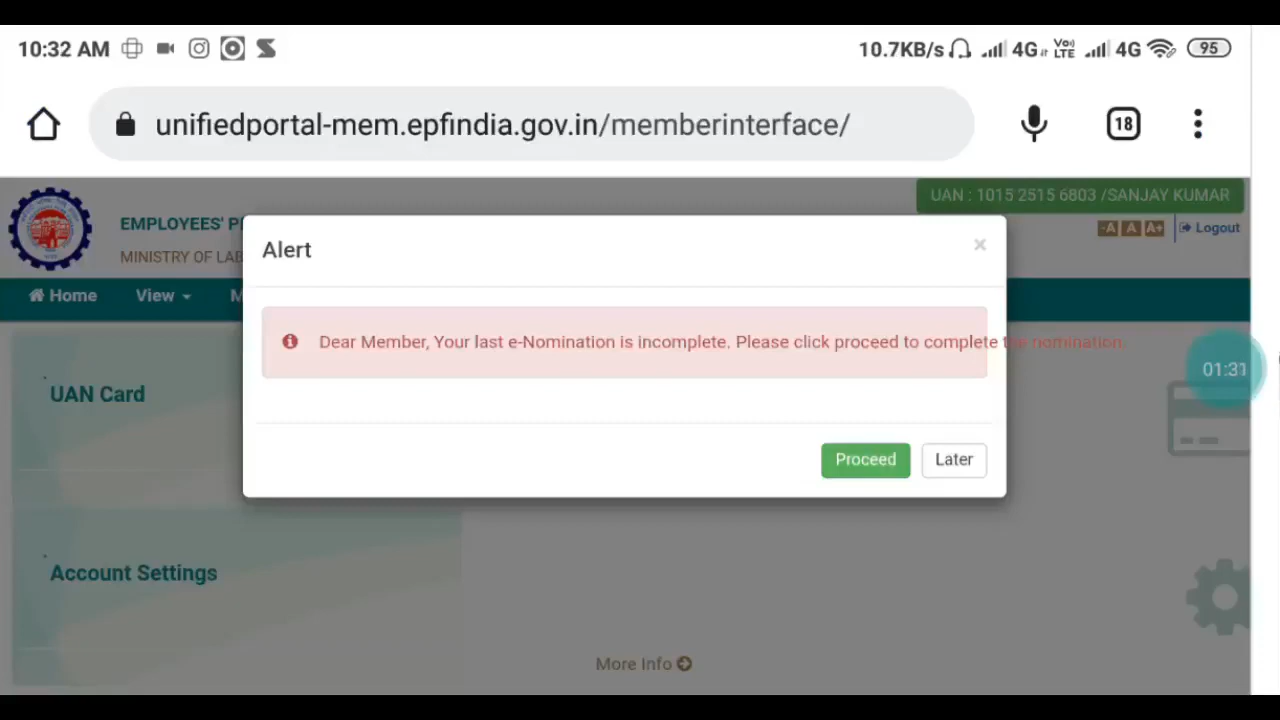 10:32 AM
10.7KB/s 4G Vo) LTE 4G 95
unifiedportal-mem.epfindia.gov.in/memberinterface/
18
UAN : 1015 2515 6803 /SANJAY KUMAR
EMPLOYEES' P
-A A A+ Logout
MINISTRY OF LAB
Alert ×
Home View M
Dear Member, Your last e-Nomination is incomplete. Please click proceed to complete the nomination.
01:31
UAN Card
Proceed Later
Account Settings
More Info